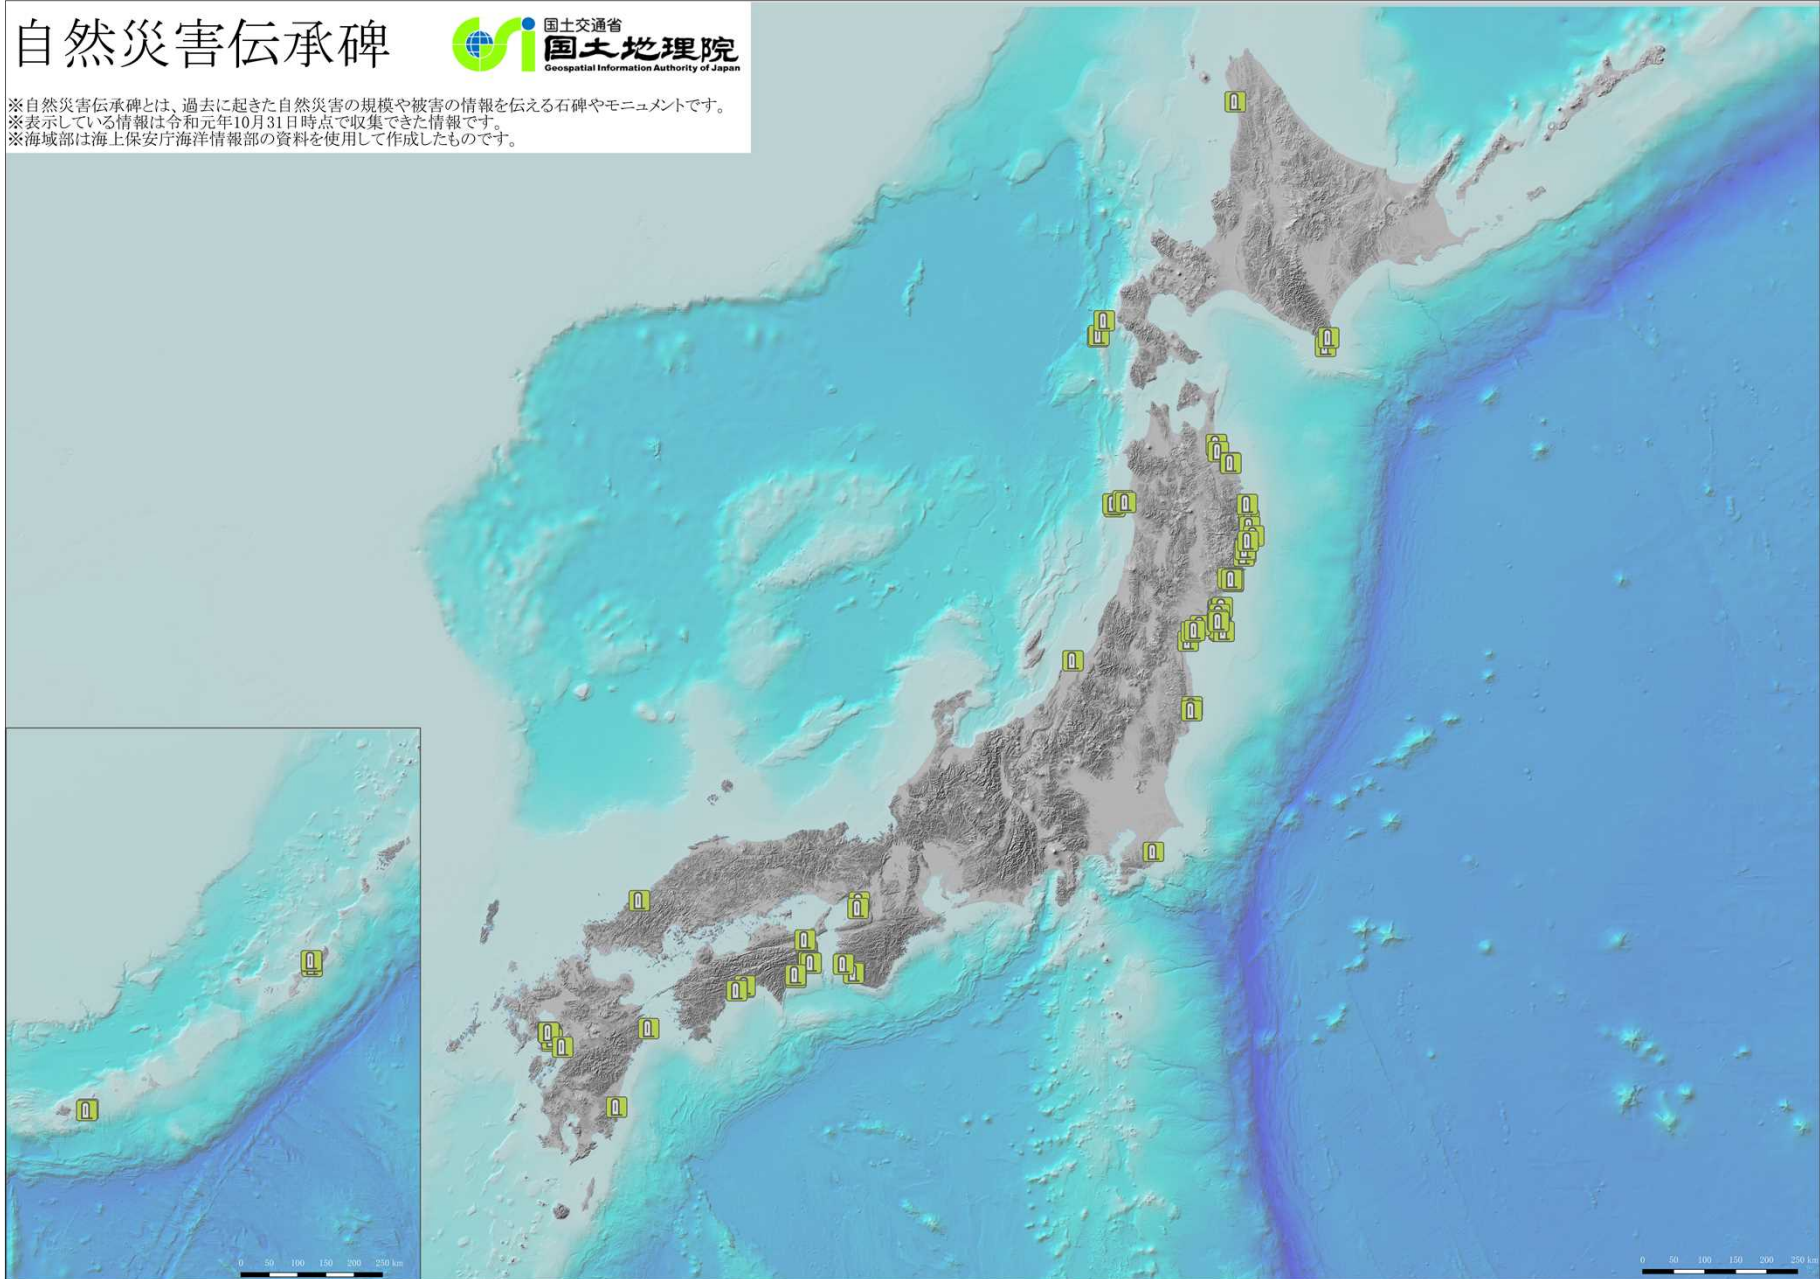 自然災害伝承碑
国土交通省
国土地理院
Geospatial Information Authority of Japan
※自然災害伝承碑とは、過去に起きた自然災害の規模や被害の情報を伝える石碑やモニュメントです。
※表示している情報は令和元年10月31日時点で収集できた情報です。
※海域部は海上保安庁海洋情報部の資料を使用して作成したものです。
0 50 100 150 200 250 km
0 50 100 150 200 250 km